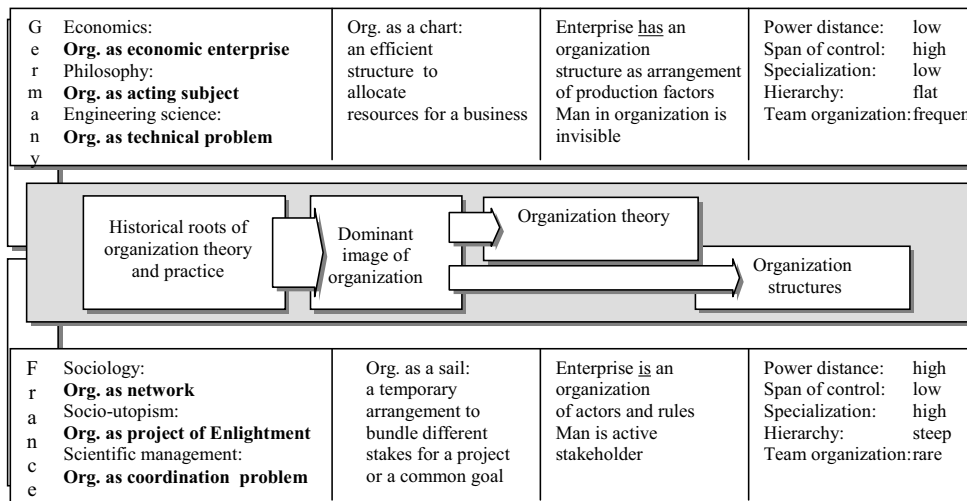 Germany
Economics:
Org. as economic enterprise
Philosophy:
Org. as acting subject
Engineering science:
Org. as technical problem
Org. as a chart:
an efficient
structure to
allocate
resources for a business
Enterprise has an
organization
structure as arrangement
of production factors
Man in organization is
invisible
Power distance: low
Span of control: high
Specialization: low
Hierarchy: flat
Team organization: frequen
Historical roots of
organization theory
and practice
Dominant
image of
organization
Organization theory
Organization
structures
France
Sociology:
Org. as network
Socio-utopism:
Org. as project of Enlightment
Scientific management:
Org. as coordination problem
Org. as a sail:
a temporary
arrangement to
bundle different
stakes for a project
or a common goal
Enterprise is an
organization
of actors and rules
Man is active
stakeholder
Power distance: high
Span of control: low
Specialization: high
Hierarchy: steep
Team organization: rare